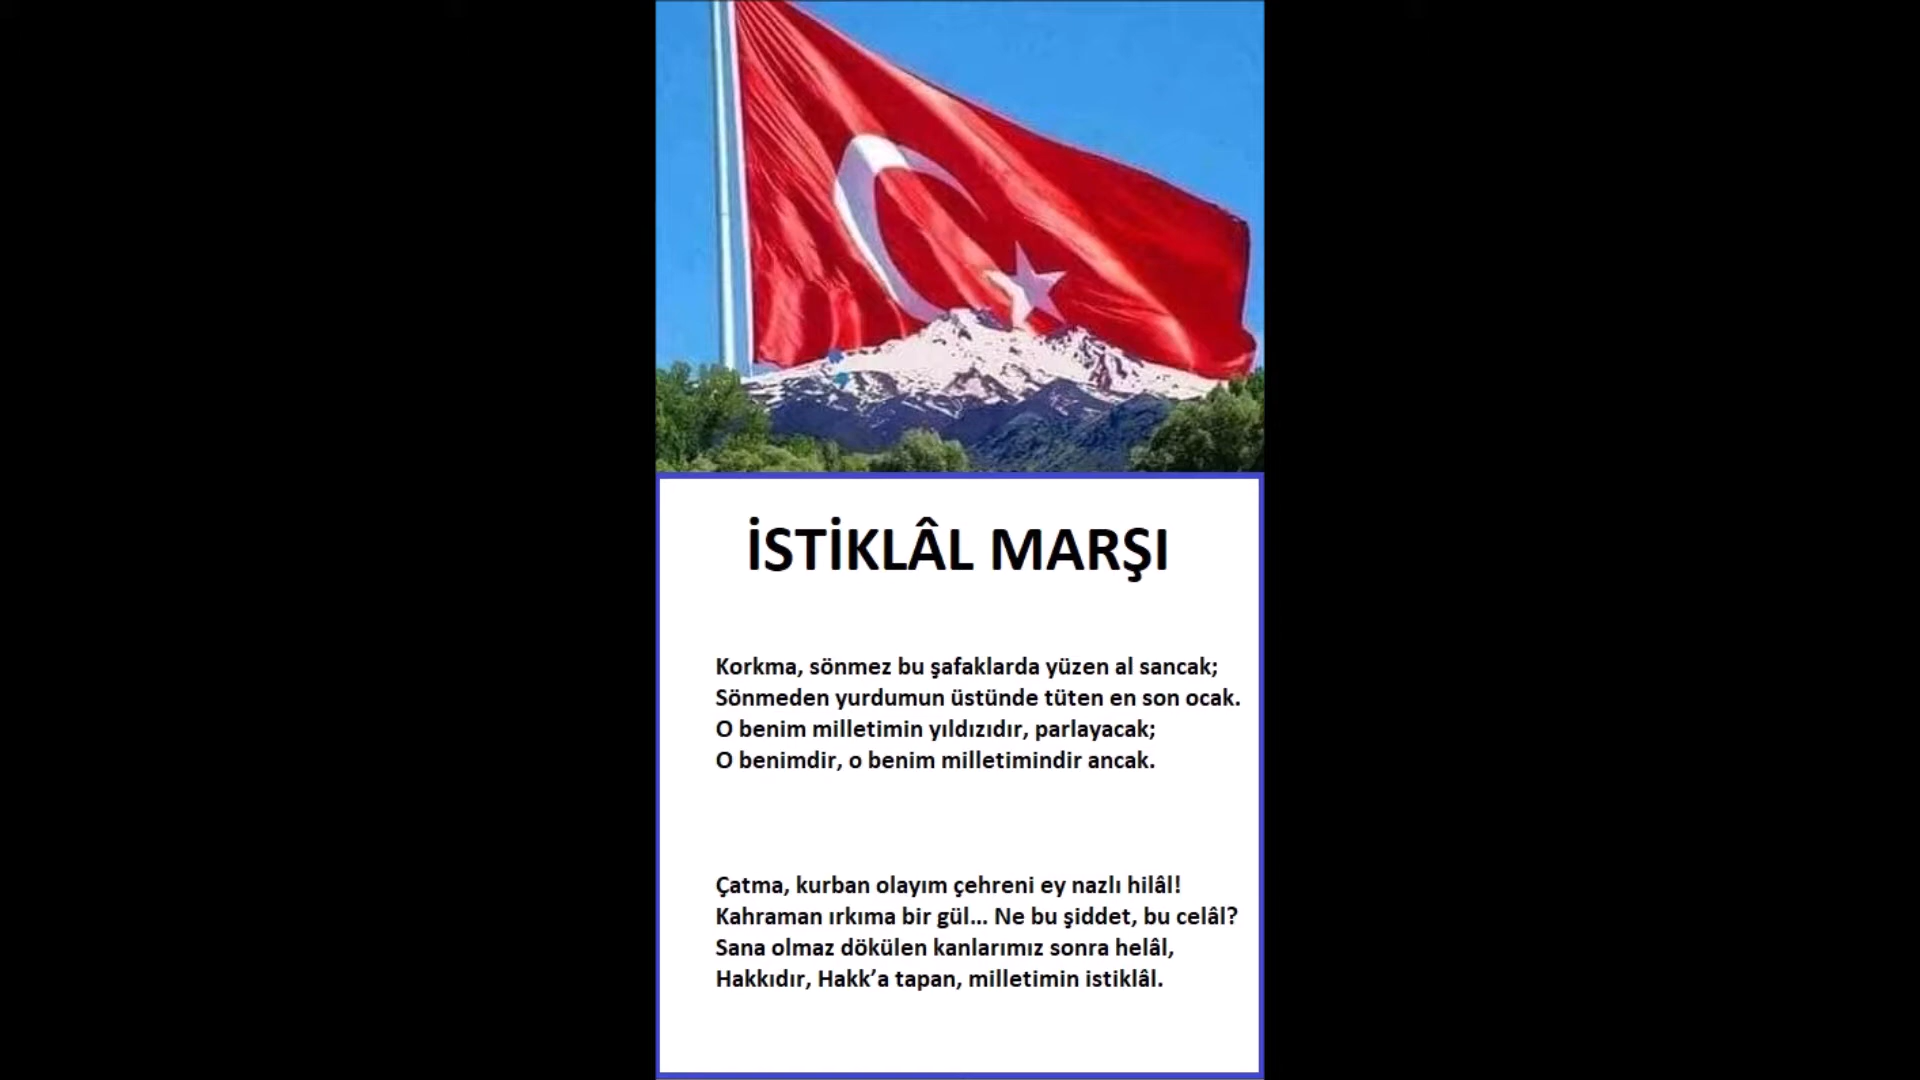 İSTİKLÂL MARŞI
Korkma, sönmez bu şafaklarda yüzen al sancak;
Sönmeden yurdumun üstünde tüten en son ocak.
O benim milletimin yıldızıdır, parlayacak;
O benimdir, o benim milletimindir ancak.
Çatma, kurban olayım çehreni ey nazlı hilâl!
Kahraman ırkıma bir gül... Ne bu şiddet, bu celâl?
Sana olmaz dökülen kanlarımız sonra helâl,
Hakkıdır, Hakk’a tapan, milletimin istiklâl.